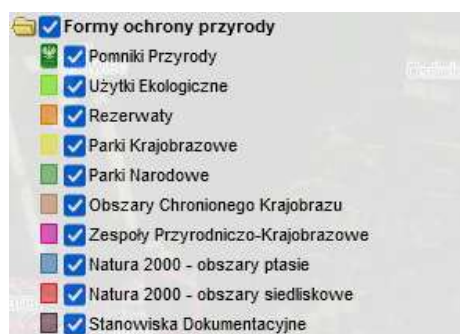 Formy ochrony przyrody
Pomniki Przyrody
Użytki Ekologiczne
Rezerwaty
Parki Krajobrazowe
Parki Narodowe
Obszary Chronionego Krajobrazu
Zespoły Przyrodniczo-Krajobrazowe
Natura 2000 - obszary ptasie
Natura 2000 - obszary siedliskowe
Stanowiska Dokumentacyjne